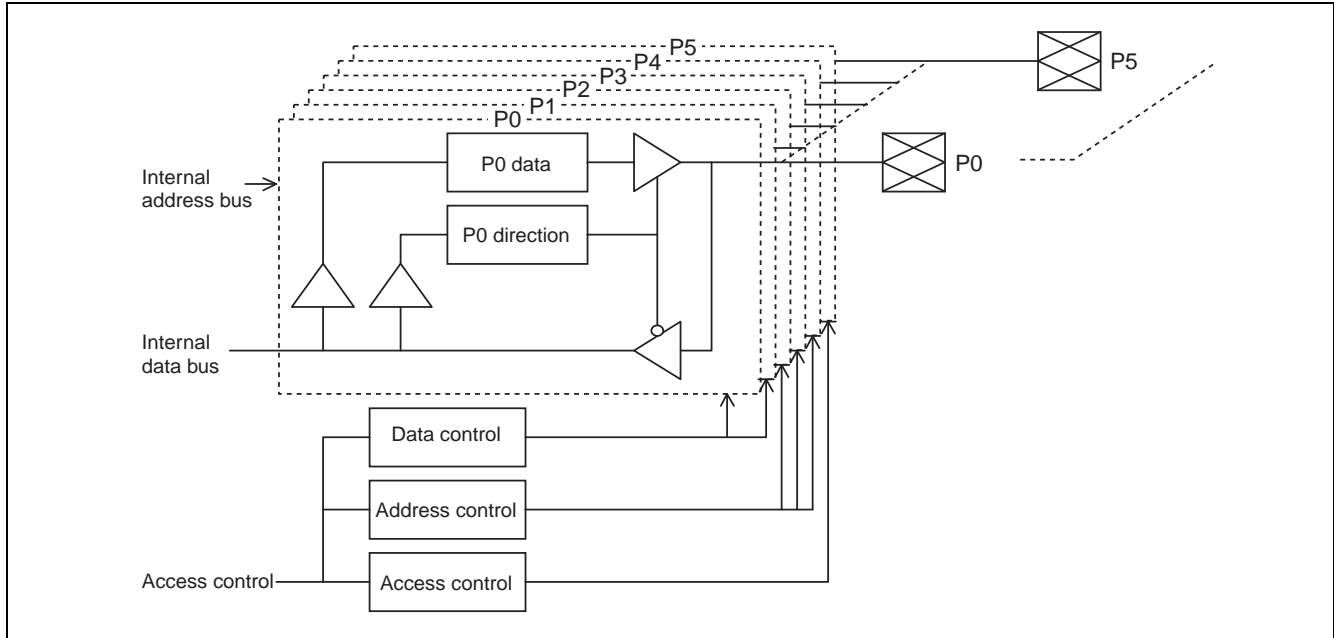 P5
P4
P3
P2
P1
P0
P5
P0 data
P0
Internal
address bus
P0 direction
Internal
data bus
Data control
Address control
Access control
Access control